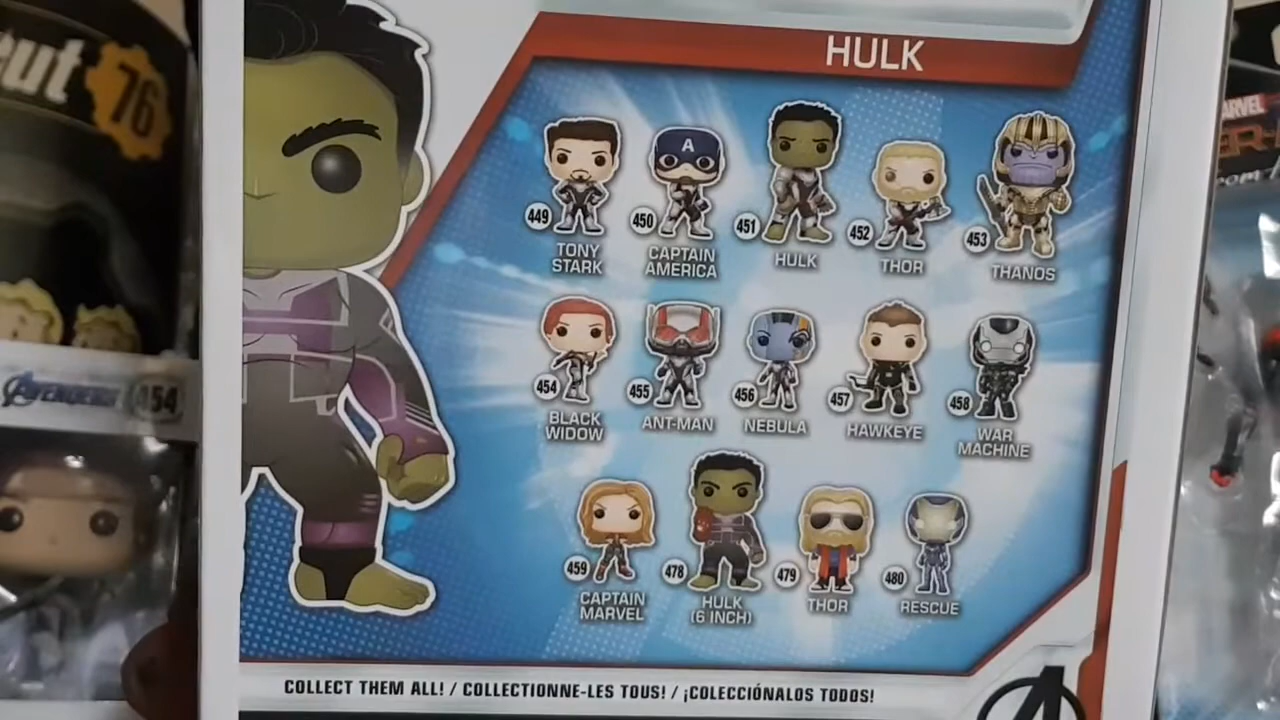 ut
76
AVENGERS
454
HULK
A
449
TONY
STARK
450
CAPTAIN
AMERICA
451
HULK
452
THOR
453
THANOS
454
BLACK
WIDOW
455
ANT-MAN
456
NEBULA
457
HAWKEYE
458
WAR
MACHINE
459
CAPTAIN
MARVEL
478
HULK
(6 INCH)
479
THOR
480
RESCUE
COLLECT THEM ALL! / COLLECTIONNE-LES TOUS! / ¡COLECCIÓNALOS TODOS!
MARVEL